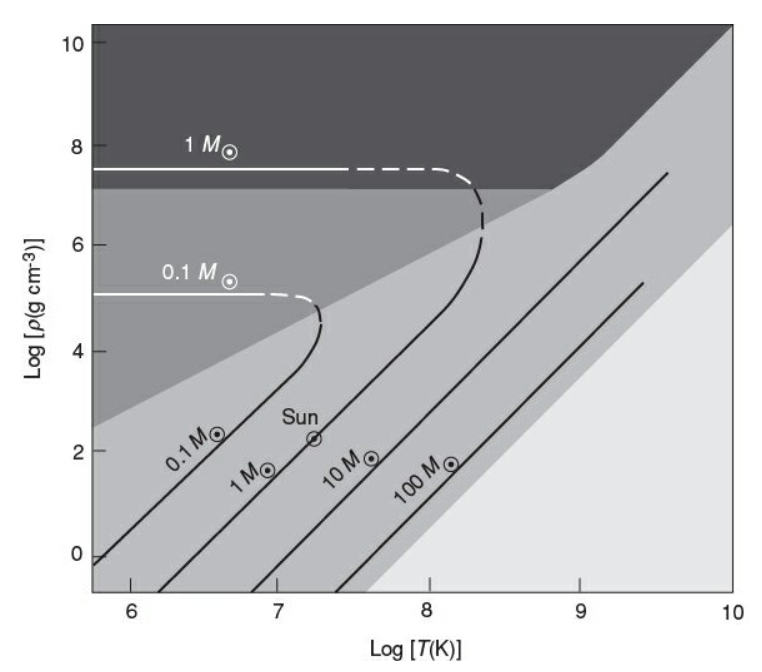 10
8
6
4
2
0
Log [ρ(g cm⁻³)]
1 M☉
0.1 M☉
Sun
0.1 M☉
1 M☉
10 M☉
100 M☉
6 7 8 9 10
Log [T(K)]